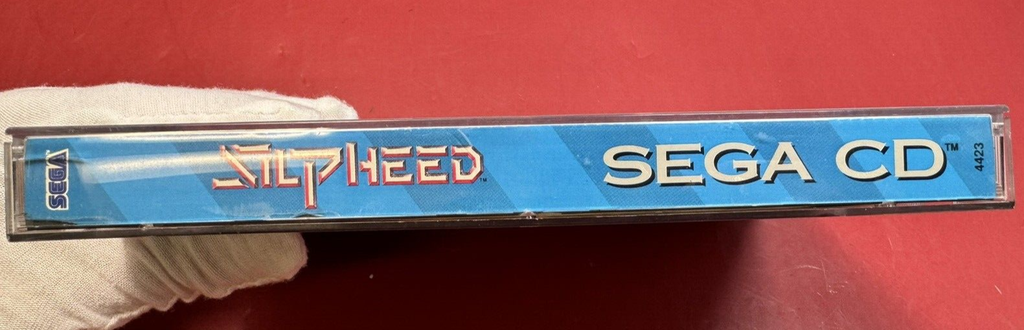 SEGA
SILPHEED™
SEGA CD™
4423